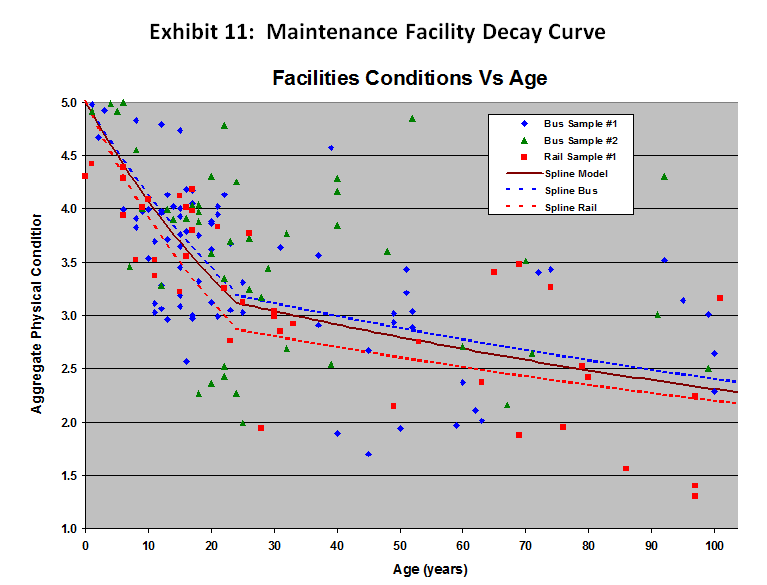 Exhibit 11:  Maintenance Facility Decay Curve
Facilities Conditions Vs Age
Aggregate Physical Condition
5.0
4.5
4.0
3.5
3.0
2.5
2.0
1.5
1.0
Bus Sample #1
Bus Sample #2
Rail Sample #1
Spline Model
Spline Bus
Spline Rail
0 10 20 30 40 50 60 70 80 90 100
Age (years)